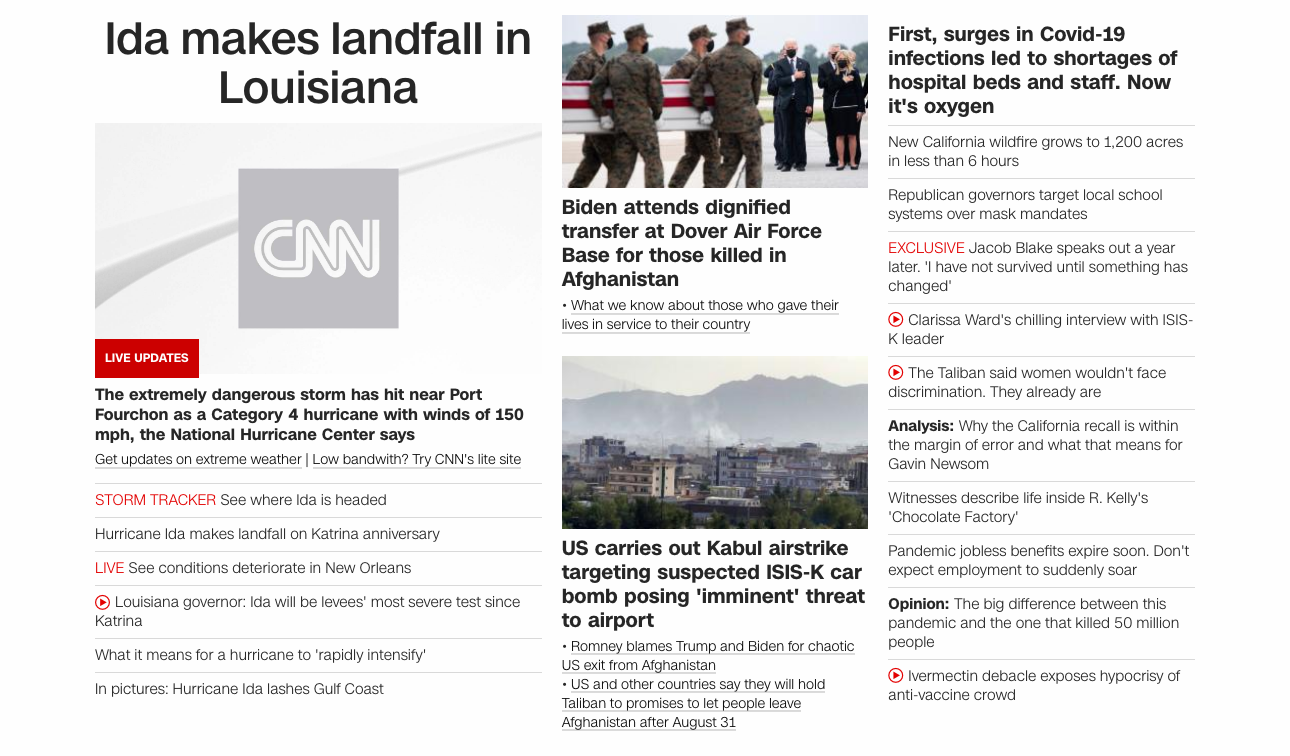 Ida makes landfall in
Louisiana
CNN
LIVE UPDATES
The extremely dangerous storm has hit near Port
Fourchon as a Category 4 hurricane with winds of 150
mph, the National Hurricane Center says
Get updates on extreme weather | Low bandwith? Try CNN's lite site
STORM TRACKER See where Ida is headed
Hurricane Ida makes landfall on Katrina anniversary
LIVE See conditions deteriorate in New Orleans
Louisiana governor: Ida will be levees' most severe test since
Katrina
What it means for a hurricane to 'rapidly intensify'
In pictures: Hurricane Ida lashes Gulf Coast
Biden attends dignified
transfer at Dover Air Force
Base for those killed in
Afghanistan
• What we know about those who gave their
lives in service to their country
US carries out Kabul airstrike
targeting suspected ISIS-K car
bomb posing 'imminent' threat
to airport
• Romney blames Trump and Biden for chaotic
US exit from Afghanistan
• US and other countries say they will hold
Taliban to promises to let people leave
Afghanistan after August 31
First, surges in Covid-19
infections led to shortages of
hospital beds and staff. Now
it's oxygen
New California wildfire grows to 1,200 acres
in less than 6 hours
Republican governors target local school
systems over mask mandates
EXCLUSIVE Jacob Blake speaks out a year
later. 'I have not survived until something has
changed'
Clarissa Ward's chilling interview with ISIS-
K leader
The Taliban said women wouldn't face
discrimination. They already are
Analysis: Why the California recall is within
the margin of error and what that means for
Gavin Newsom
Witnesses describe life inside R. Kelly's
'Chocolate Factory'
Pandemic jobless benefits expire soon. Don't
expect employment to suddenly soar
Opinion: The big difference between this
pandemic and the one that killed 50 million
people
Ivermectin debacle exposes hypocrisy of
anti-vaccine crowd